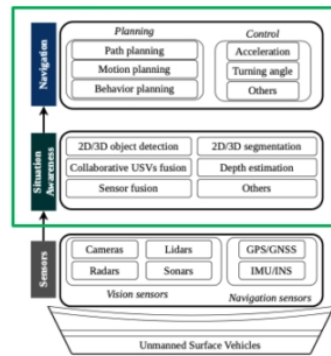 Navigation
Planning
Path planning
Motion planning
Behavior planning
Control
Acceleration
Turning angle
Others
Situation
Awareness
2D/3D object detection
2D/3D segmentation
Collaborative USVs fusion
Depth estimation
Sensor fusion
Others
Sensors
Cameras
Lidars
Radars
Sonars
Vision sensors
GPS/GNSS
IMU/INS
Navigation sensors
Unmanned Surface Vehicles